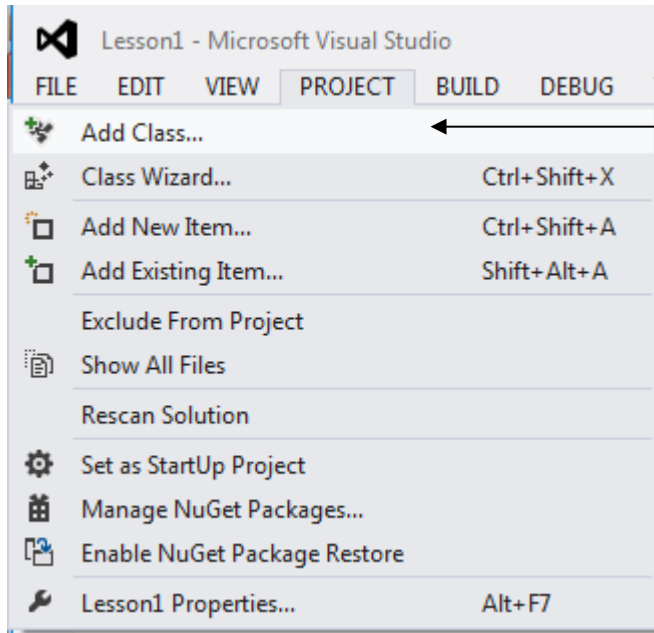 Lesson1 - Microsoft Visual Studio
FILE EDIT VIEW PROJECT BUILD DEBUG
Add Class...
Class Wizard... Ctrl+Shift+X
Add New Item... Ctrl+Shift+A
Add Existing Item... Shift+Alt+A
Exclude From Project
Show All Files
Rescan Solution
Set as StartUp Project
Manage NuGet Packages...
Enable NuGet Package Restore
Lesson1 Properties... Alt+F7